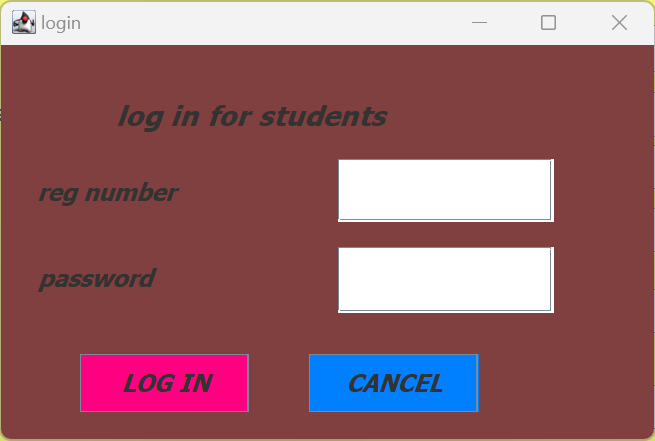 login
log in for students
reg number
password
LOG IN
CANCEL